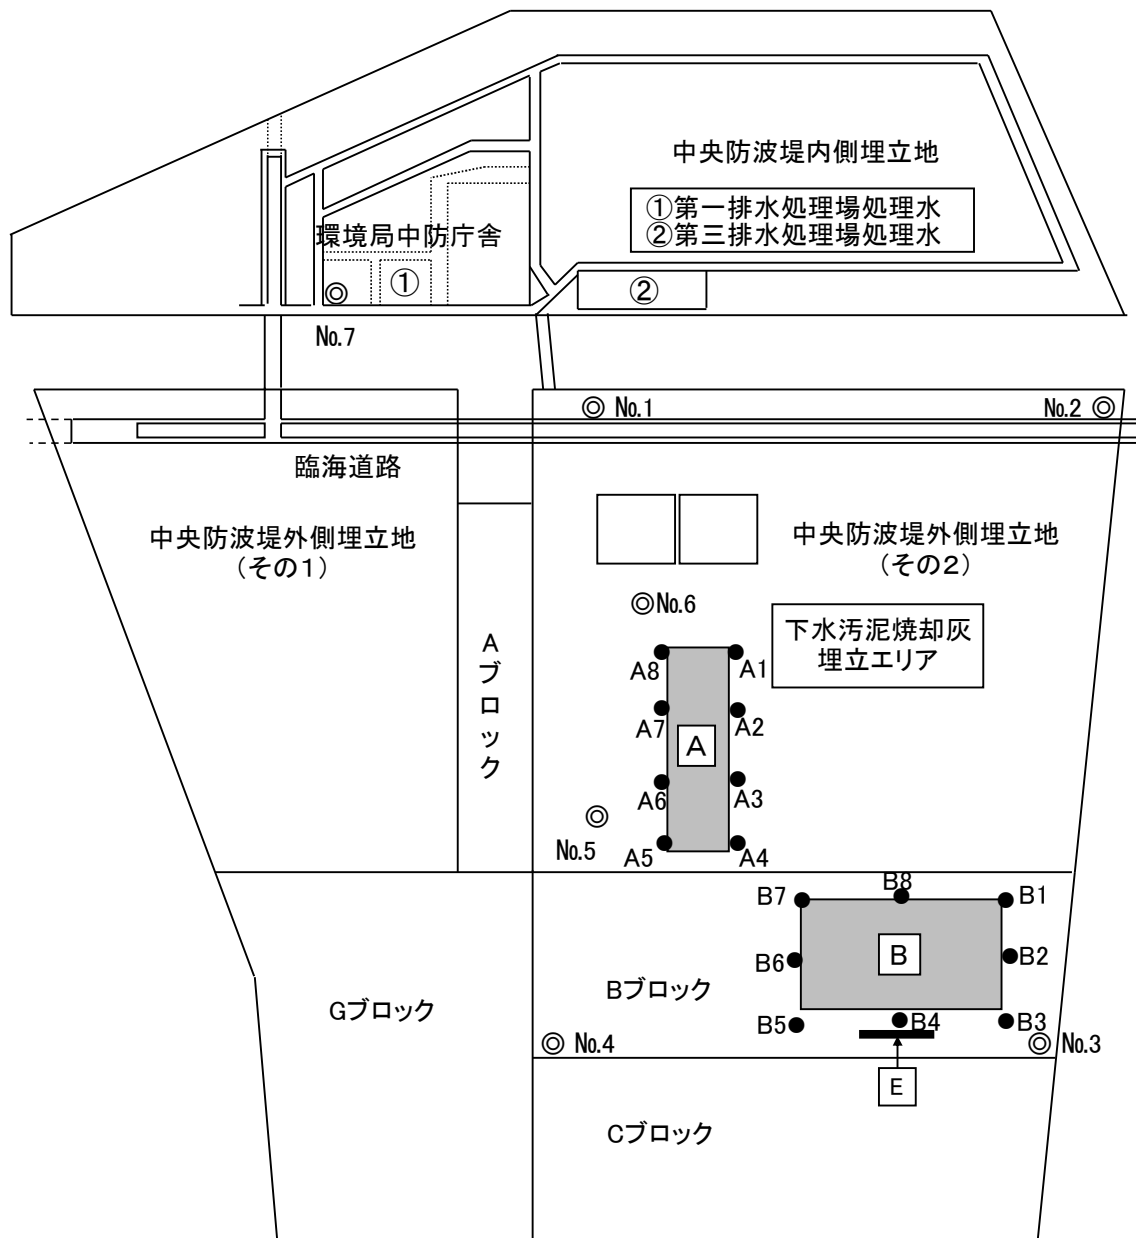 中央防波堤内側埋立地
①第一排水処理場処理水
②第三排水処理場処理水
環境局中防庁舎
①
②
No.7
No.1
No.2
臨海道路
中央防波堤外側埋立地
（その1）
中央防波堤外側埋立地
（その2）
No.6
下水汚泥焼却灰
埋立エリア
Aブロック
A8
A1
A7
A2
A
A6
A3
No.5
A5
A4
B7
B8
B1
B6
B
B2
Bブロック
Gブロック
B5
B4
B3
No.4
No.3
E
Cブロック